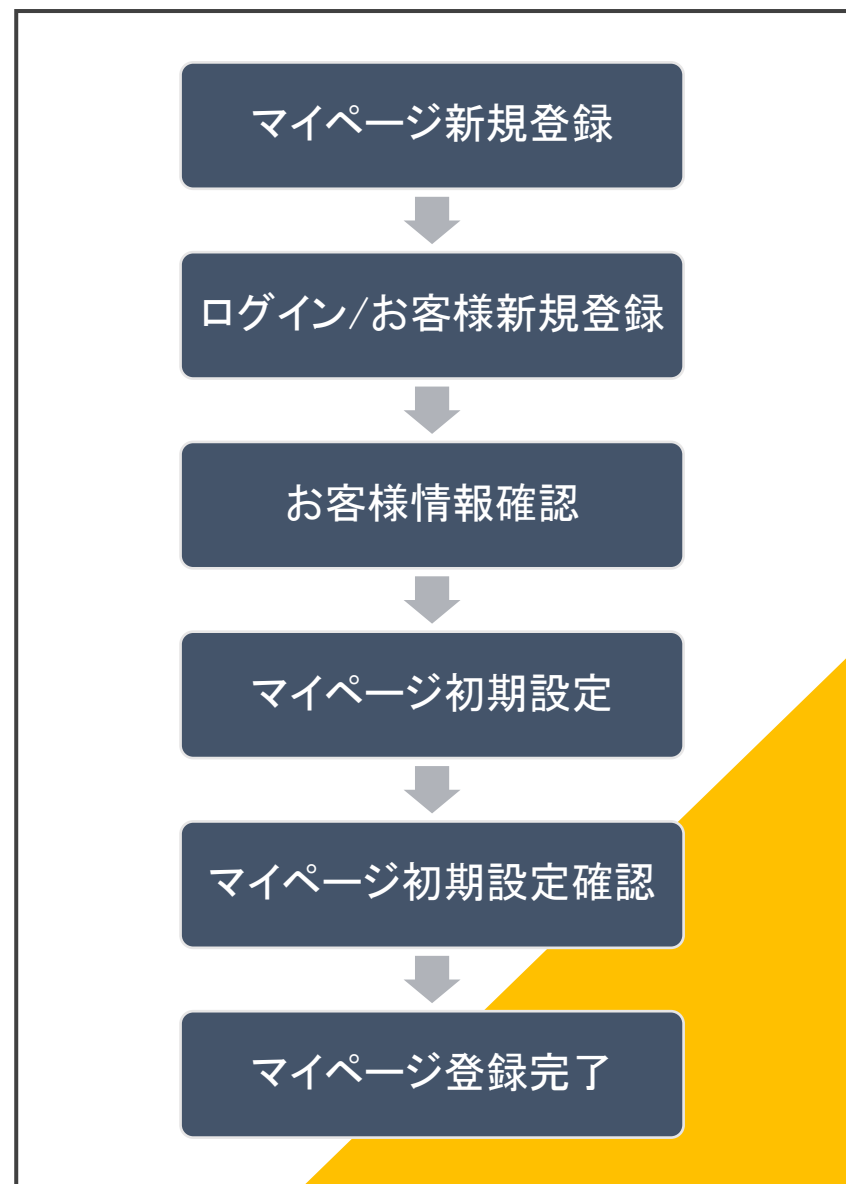 マイページ新規登録
ログイン/お客様新規登録
お客様情報確認
マイページ初期設定
マイページ初期設定確認
マイページ登録完了